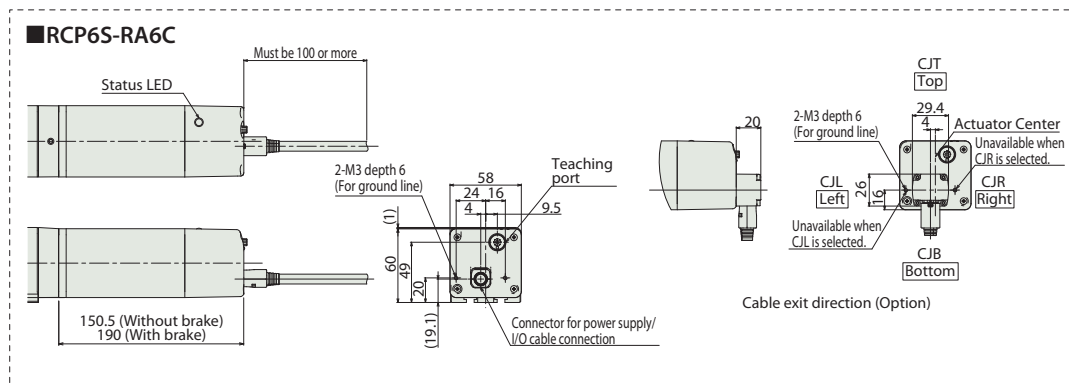 ■RCP6S-RA6C
Must be 100 or more
Status LED
150.5 (Without brake)
190 (With brake)
2-M3 depth 6
(For ground line)
58
24
16
4
9.5
Teaching
port
(1)
60
49
20
(19.1)
Connector for power supply/
I/O cable connection
20
CJT
Top
29.4
4
2-M3 depth 6
(For ground line)
Actuator Center
Unavailable when
CJR is selected.
CJL
Left
26
16
CJR
Right
Unavailable when
CJL is selected.
CJB
Bottom
Cable exit direction (Option)